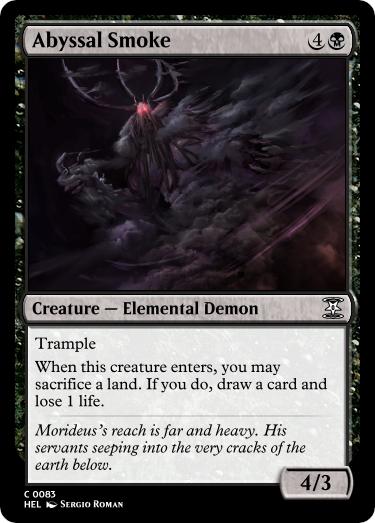 Abyssal Smoke 4
Creature — Elemental Demon
Trample
When this creature enters, you may
sacrifice a land. If you do, draw a card and
lose 1 life.
Morideus's reach is far and heavy. His
servants seeping into the very cracks of the
earth below.
4/3
C 0083
HEL Sergio Roman